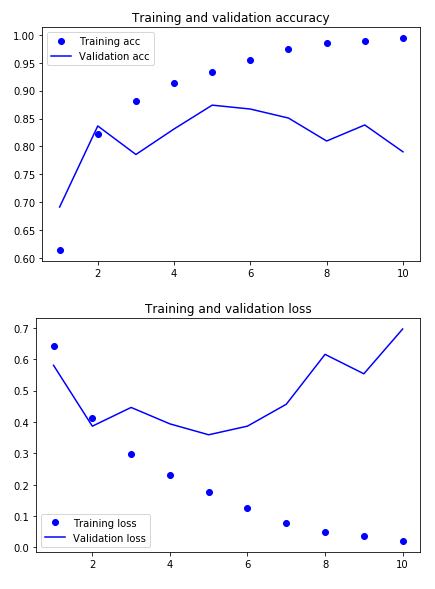 Training and validation accuracy
1.00
0.95
0.90
0.85
0.80
0.75
0.70
0.65
0.60
Training acc
Validation acc
2 4 6 8 10
Training and validation loss
0.7
0.6
0.5
0.4
0.3
0.2
0.1
0.0
Training loss
Validation loss
2 4 6 8 10